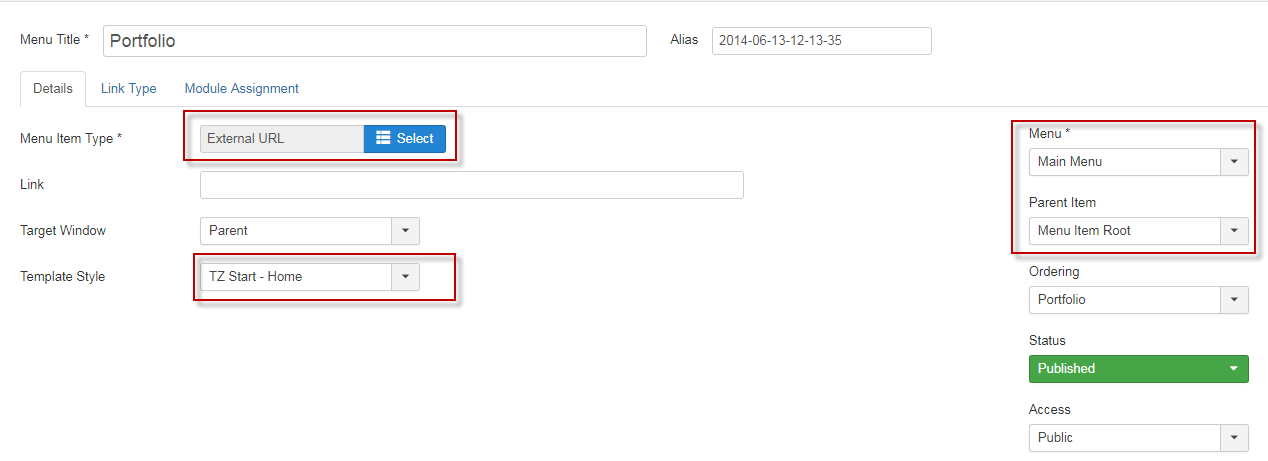 Menu Title * Portfolio Alias 2014-06-13-12-13-35
Details Link Type Module Assignment
Menu Item Type * External URL Select
Link
Target Window Parent
Template Style TZ Start - Home
Menu *
Main Menu
Parent Item
Menu Item Root
Ordering
Portfolio
Status
Published
Access
Public